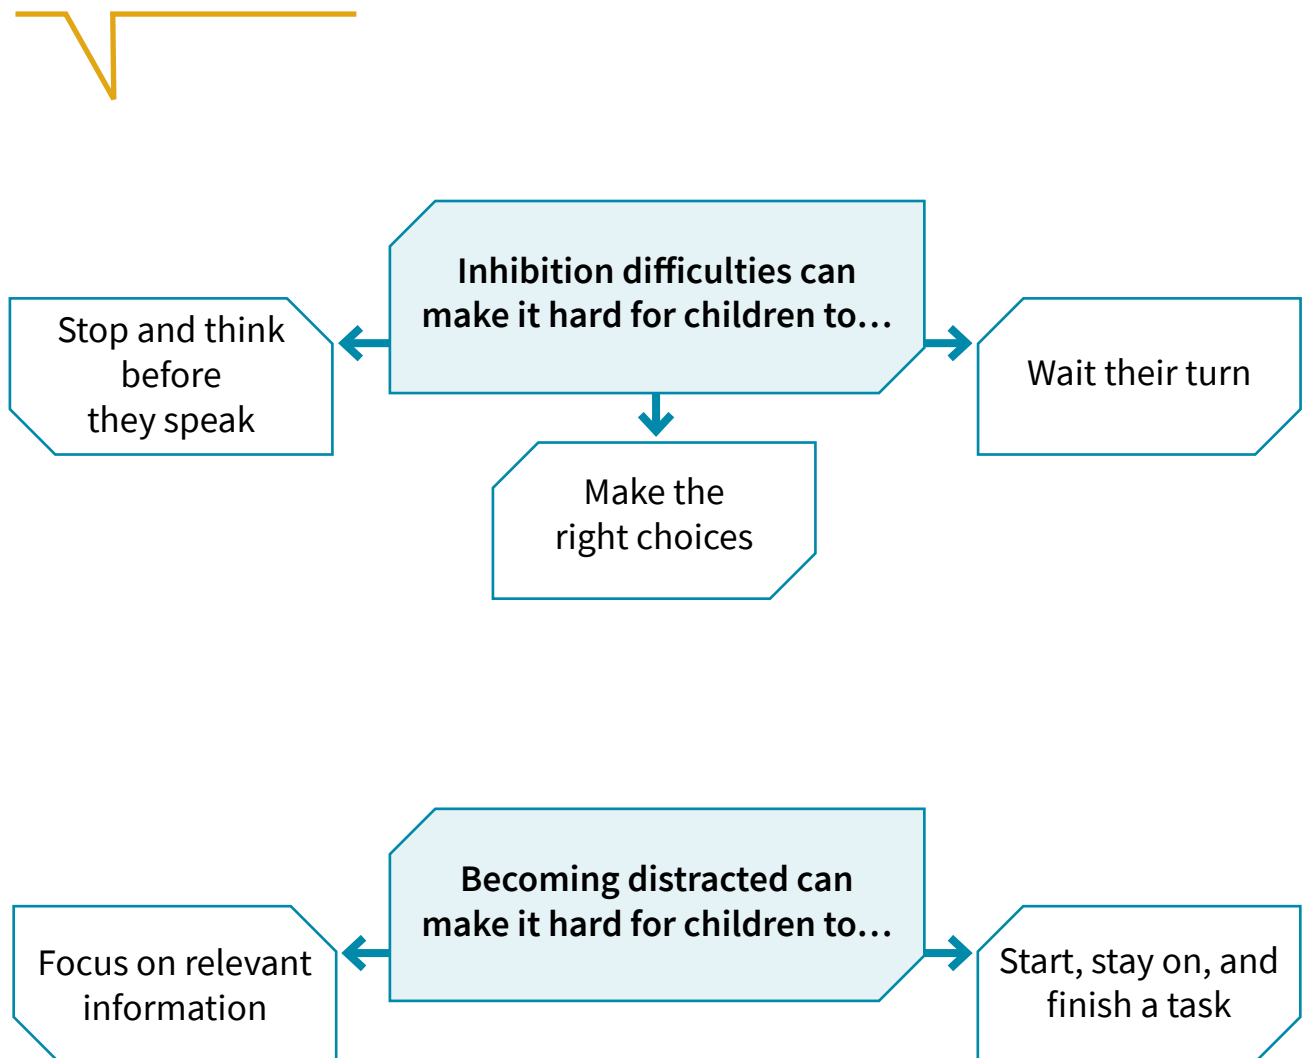 Inhibition difficulties can
make it hard for children to…
Stop and think
before
they speak
Wait their turn
Make the
right choices
Becoming distracted can
make it hard for children to…
Focus on relevant
information
Start, stay on, and
finish a task